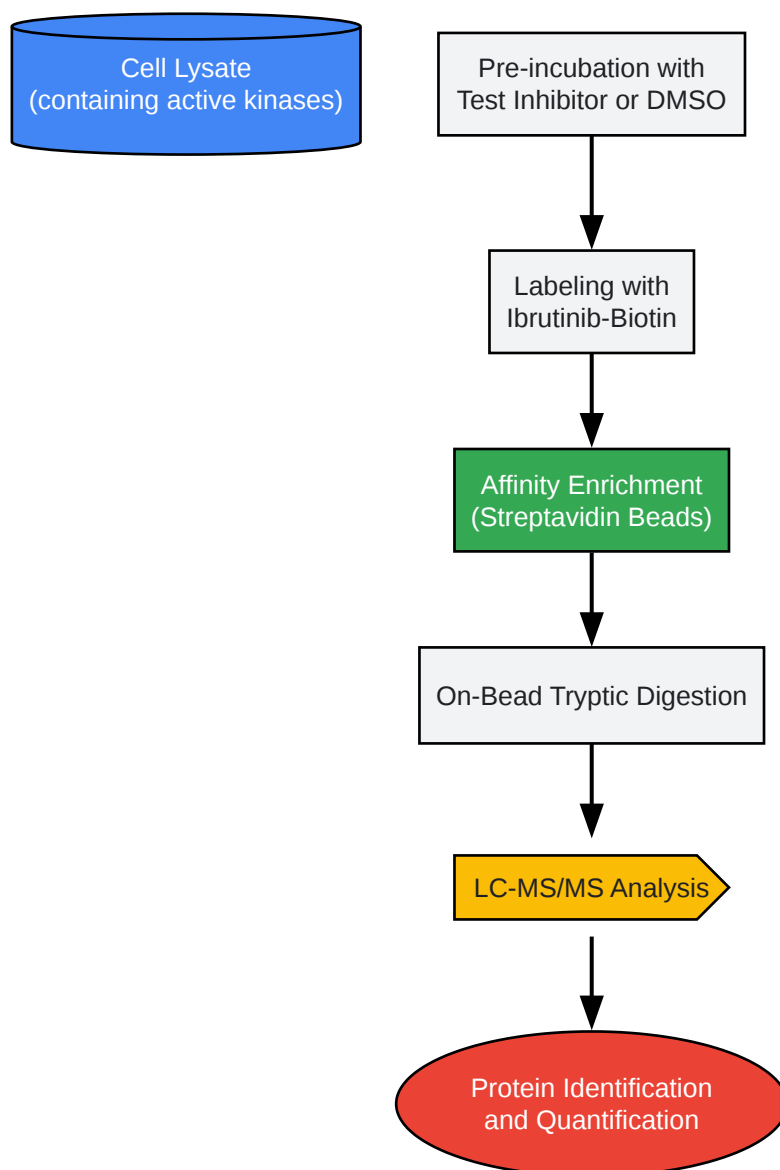 Cell Lysate
(containing active kinases)
Pre-incubation with
Test Inhibitor or DMSO
Labeling with
Ibrutinib-Biotin
Affinity Enrichment
(Streptavidin Beads)
On-Bead Tryptic Digestion
LC-MS/MS Analysis
Protein Identification
and Quantification